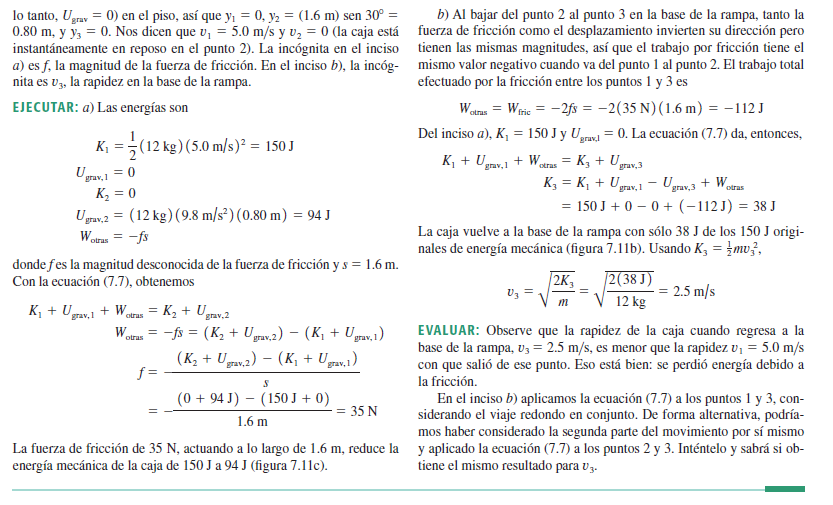 lo tanto, U_grav = 0) en el piso, así que y₁ = 0, y₂ = (1.6 m) sen 30° =
0.80 m, y y₃ = 0. Nos dicen que v₁ = 5.0 m/s y v₂ = 0 (la caja está
instantáneamente en reposo en el punto 2). La incógnita en el inciso
a) es f, la magnitud de la fuerza de fricción. En el inciso b), la incóg-
nita es v₃, la rapidez en la base de la rampa.
EJECUTAR: a) Las energías son
K₁ = 1/2 (12 kg)(5.0 m/s)² = 150 J
U_grav,1 = 0
K₂ = 0
U_grav,2 = (12 kg)(9.8 m/s²)(0.80 m) = 94 J
W_otras = −fs
donde f es la magnitud desconocida de la fuerza de fricción y s = 1.6 m.
Con la ecuación (7.7), obtenemos
K₁ + U_grav,1 + W_otras = K₂ + U_grav,2
W_otras = −fs = (K₂ + U_grav,2) − (K₁ + U_grav,1)
f = (K₂ + U_grav,2) − (K₁ + U_grav,1) / s
= (0 + 94 J) − (150 J + 0) / 1.6 m = 35 N
La fuerza de fricción de 35 N, actuando a lo largo de 1.6 m, reduce la
energía mecánica de la caja de 150 J a 94 J (figura 7.11c).
b) Al bajar del punto 2 al punto 3 en la base de la rampa, tanto la
fuerza de fricción como el desplazamiento invierten su dirección pero
tienen las mismas magnitudes, así que el trabajo por fricción tiene el
mismo valor negativo cuando va del punto 1 al punto 2. El trabajo total
efectuado por la fricción entre los puntos 1 y 3 es
W_otras = W_fric = −2fs = −2(35 N)(1.6 m) = −112 J
Del inciso a), K₁ = 150 J y U_grav,1 = 0. La ecuación (7.7) da, entonces,
K₁ + U_grav,1 + W_otras = K₃ + U_grav,3
K₃ = K₁ + U_grav,1 − U_grav,3 + W_otras
= 150 J + 0 − 0 + (−112 J) = 38 J
La caja vuelve a la base de la rampa con sólo 38 J de los 150 J origi-
nales de energía mecánica (figura 7.11b). Usando K₃ = ½mv₃²,
v₃ = √(2K₃/m) = √(2(38 J)/12 kg) = 2.5 m/s
EVALUAR: Observe que la rapidez de la caja cuando regresa a la
base de la rampa, v₃ = 2.5 m/s, es menor que la rapidez v₁ = 5.0 m/s
con que salió de ese punto. Eso está bien: se perdió energía debido a
la fricción.
En el inciso b) aplicamos la ecuación (7.7) a los puntos 1 y 3, con-
siderando el viaje redondo en conjunto. De forma alternativa, podría-
mos haber considerado la segunda parte del movimiento por sí mismo
y aplicado la ecuación (7.7) a los puntos 2 y 3. Inténtelo y sabrá si ob-
tiene el mismo resultado para v₃.